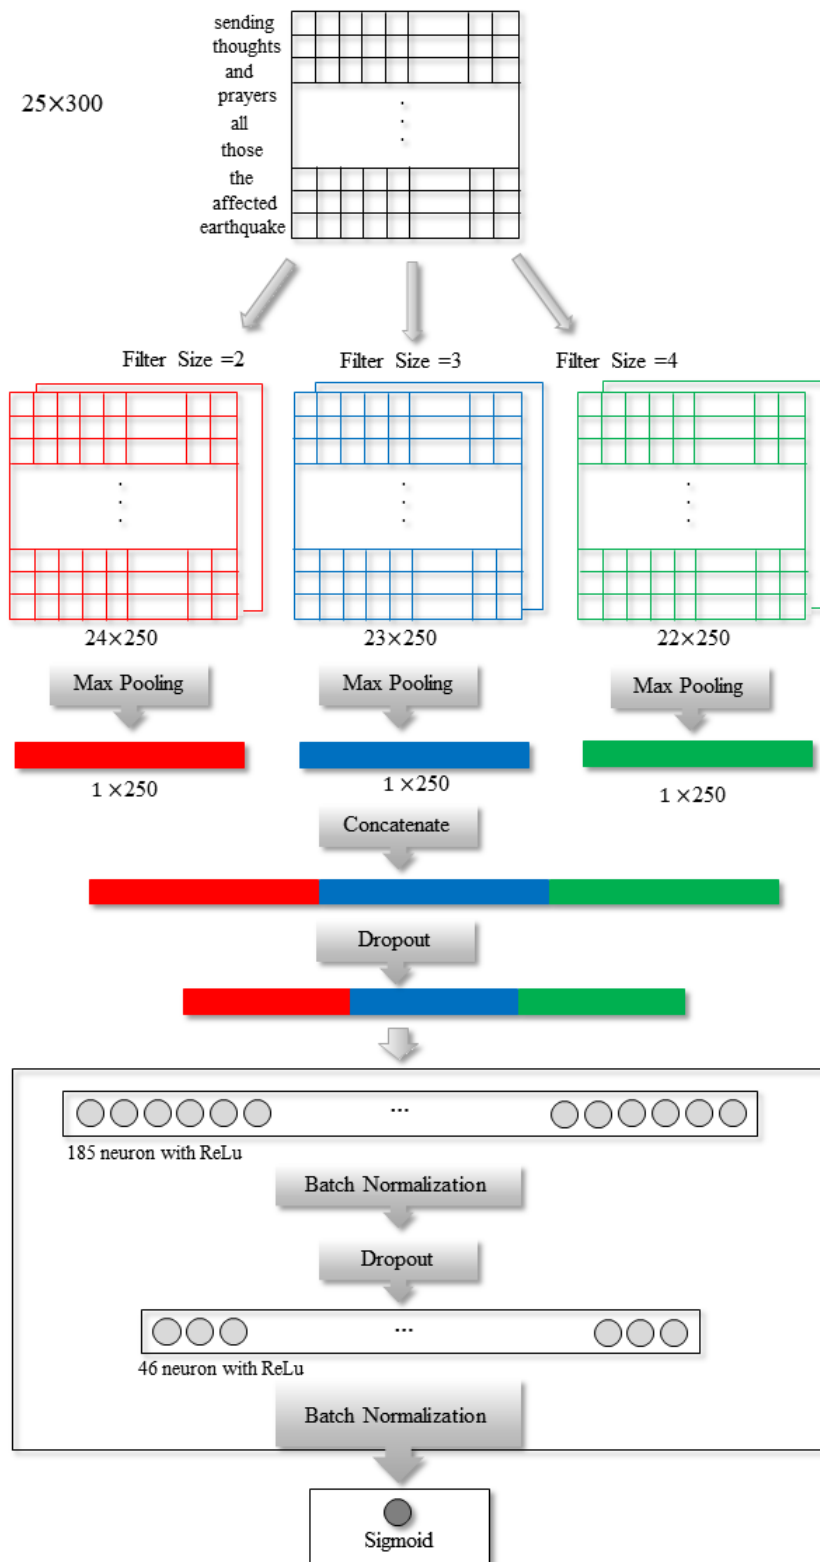 sending
thoughts
and
prayers
all
those
the
affected
earthquake
25×300
Filter Size =2
Filter Size =3
Filter Size =4
24×250
23×250
22×250
Max Pooling
Max Pooling
Max Pooling
1 ×250
1 ×250
1 ×250
Concatenate
Dropout
...
185 neuron with ReLu
Batch Normalization
Dropout
...
46 neuron with ReLu
Batch Normalization
Sigmoid